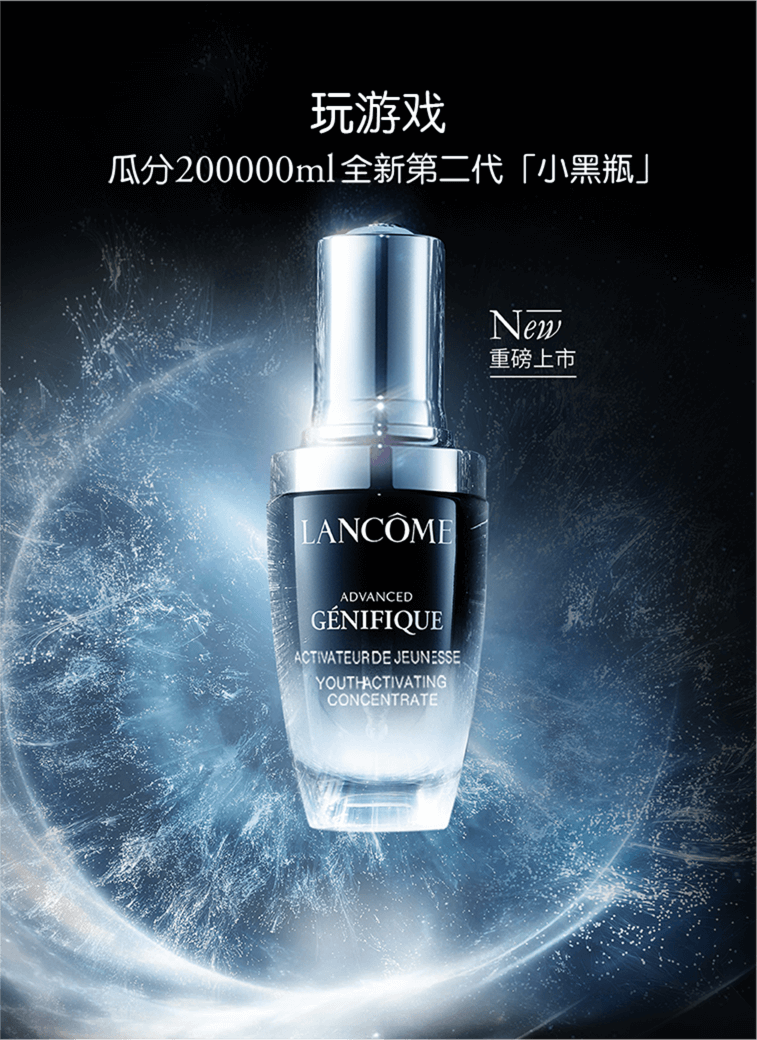 玩游戏
瓜分200000ml全新第二代「小黑瓶」
New
重磅上市
LANCÔME
ADVANCED
GÉNIFIQUE
ACTIVATEUR DE JEUNESSE
YOUTH ACTIVATING
CONCENTRATE